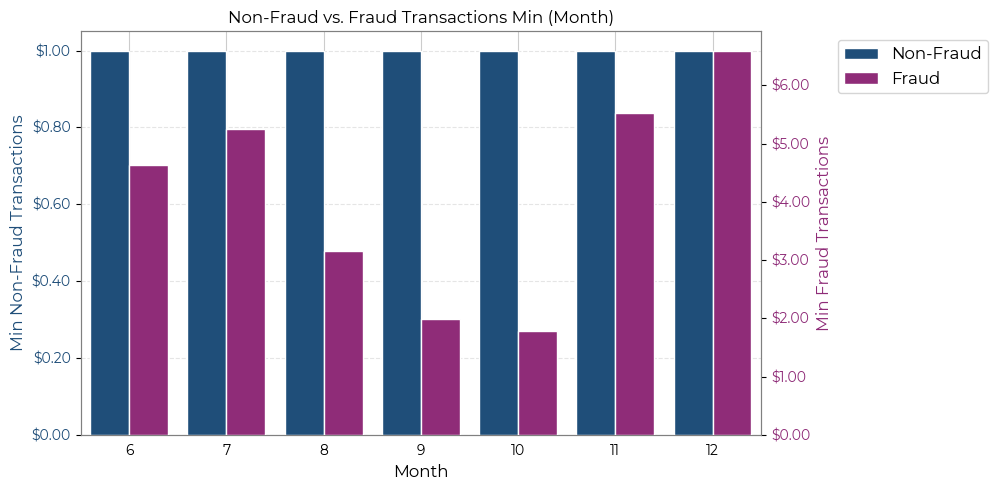 Non-Fraud vs. Fraud Transactions Min (Month)
Non-Fraud
Fraud
Min Non-Fraud Transactions
$1.00
$0.80
$0.60
$0.40
$0.20
$0.00
$6.00
$5.00
$4.00
$3.00
$2.00
$1.00
$0.00
Min Fraud Transactions
6 7 8 9 10 11 12
Month